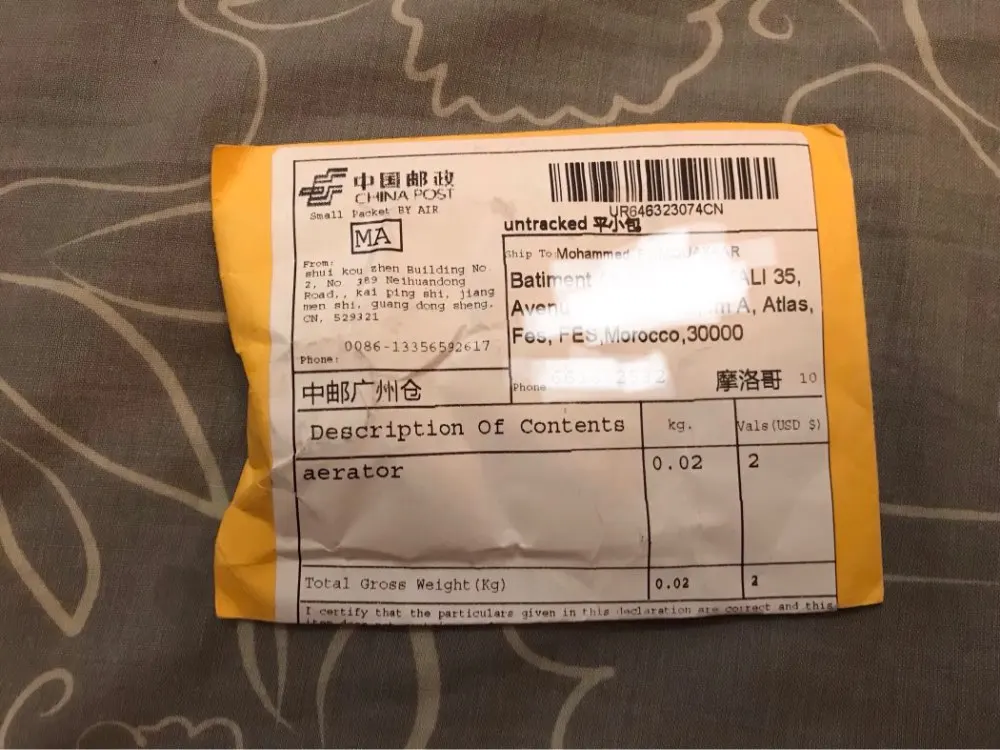 中国邮政
CHINA POST
Small Packet BY AIR
MA
UR646323074CN
untracked 平小包
From:
shui kou zhen Building No.
2, No. 389 Neihuandong
Road,, kai ping shi, jiang
men shi, guang dong sheng,
CN, 529321
Phone: 0086-13356592617
Ship To Mohammed
Batiment ALI 35,
A, Atlas,
Fes, FES,Morocco,30000
Phone
摩洛哥 10
中邮广州仓
Description Of Contents kg. Vals(USD $)
aerator 0.02 2
Total Gross Weight(Kg) 0.02 2
I certify that the particulars given in this declaration are correct and this